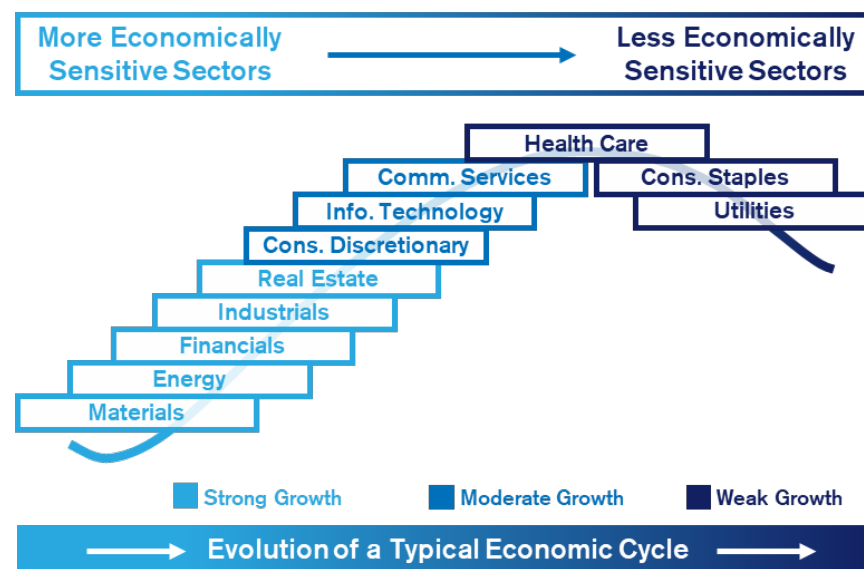 More Economically
Sensitive Sectors
Less Economically
Sensitive Sectors
Health Care
Comm. Services
Cons. Staples
Info. Technology
Utilities
Cons. Discretionary
Real Estate
Industrials
Financials
Energy
Materials
Strong Growth
Moderate Growth
Weak Growth
Evolution of a Typical Economic Cycle